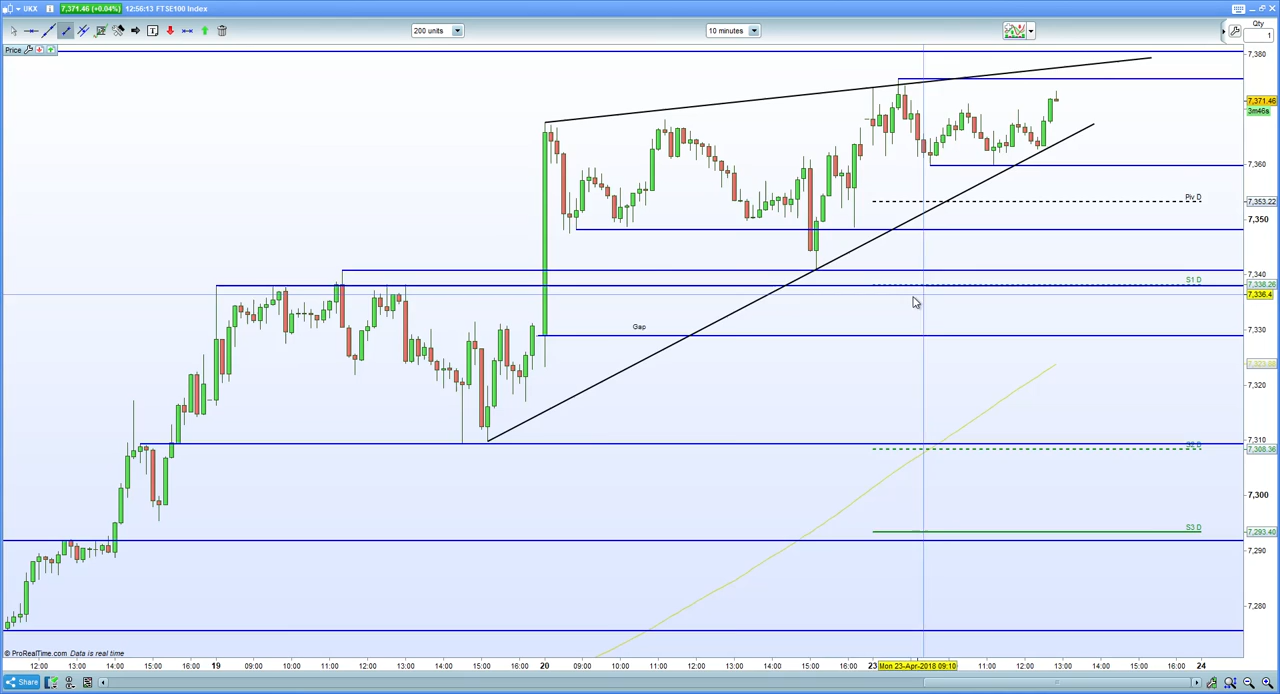 UKX 7,371.46 (+0.04%) 12:56:13 FTSE100 Index
200 units 10 minutes Qty
1
Price
7,380
7,371.46
3m46s
7,360
Piv D
7,353.22
7,350
7,340
S1 D
7,338.26
7,336.4
Gap
7,330
7,320
7,310
7,308.36
7,300
S3 D
7,293.40
7,290
7,280
© ProRealTime.com Data is real time
12:00 13:00 14:00 15:00 16:00 19 09:00 10:00 11:00 12:00 13:00 14:00 15:00 16:00 20 09:00 10:00 11:00 12:00 13:00 14:00 15:00 16:00 23 Mon 23-Apr-2018 09:10 11:00 12:00 13:00 14:00 15:00 16:00 24
Share